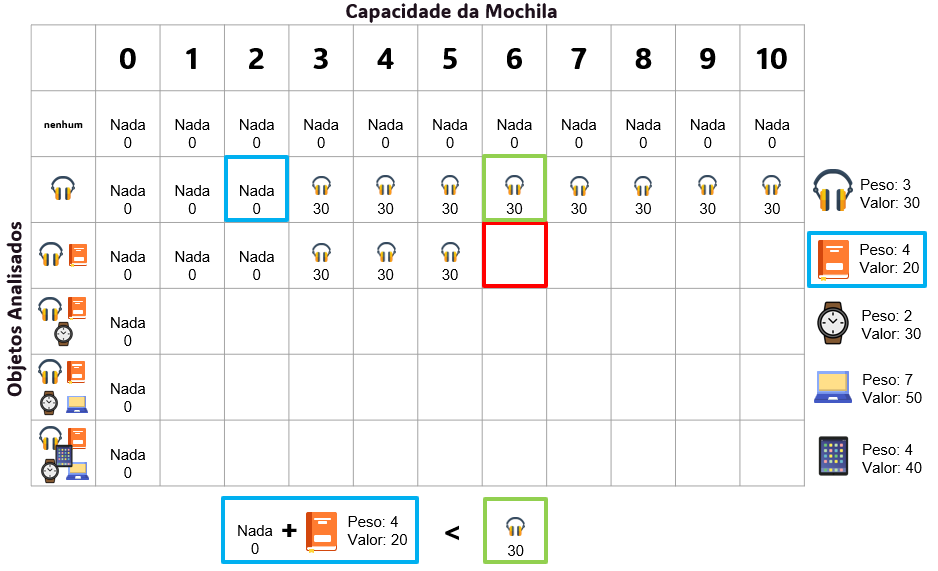 Capacidade da Mochila
0 1 2 3 4 5 6 7 8 9 10
nenhum Nada Nada Nada Nada Nada Nada Nada Nada Nada Nada Nada
0 0 0 0 0 0 0 0 0 0 0 0
Nada Nada Nada
0 0 0 30 30 30 30 30 30 30 30
Peso: 3
Valor: 30
Nada Nada Nada
0 0 0 30 30 30
Peso: 4
Valor: 20
Objetos Analisados
Nada
0
Peso: 2
Valor: 30
Nada
0
Peso: 7
Valor: 50
Nada
0
Peso: 4
Valor: 40
Nada
0
+
Peso: 4
Valor: 20
<
30